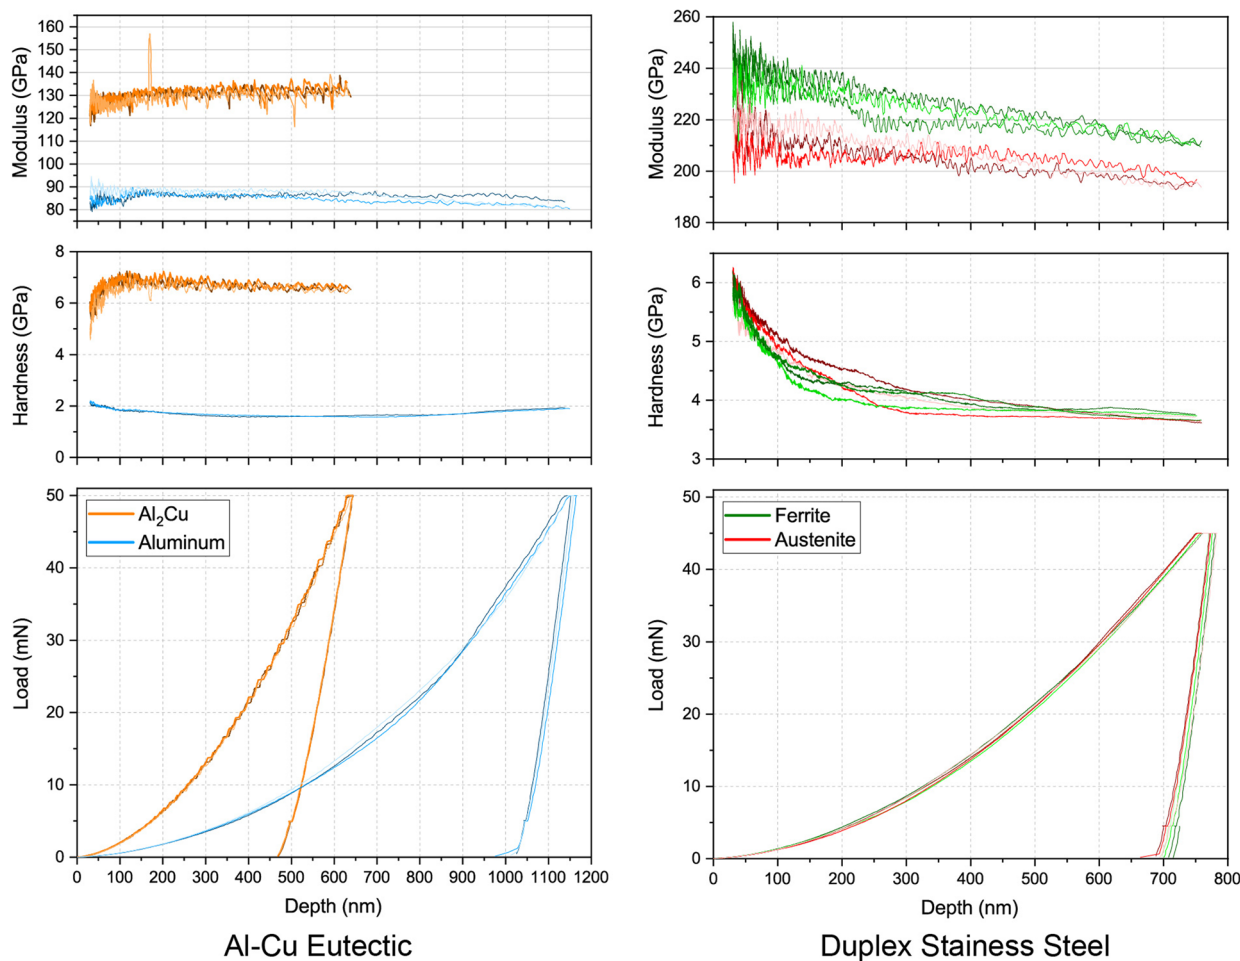 Modulus (GPa)
160
150
140
130
120
110
100
90
80
Hardness (GPa)
8
6
4
2
0
Load (mN)
50
40
30
20
10
0
Al₂Cu
Aluminum
0 100 200 300 400 500 600 700 800 900 1000 1100 1200
Depth (nm)
Al-Cu Eutectic
Modulus (GPa)
260
240
220
200
180
Hardness (GPa)
6
5
4
3
Load (mN)
50
40
30
20
10
0
Ferrite
Austenite
0 100 200 300 400 500 600 700 800
Depth (nm)
Duplex Stainess Steel